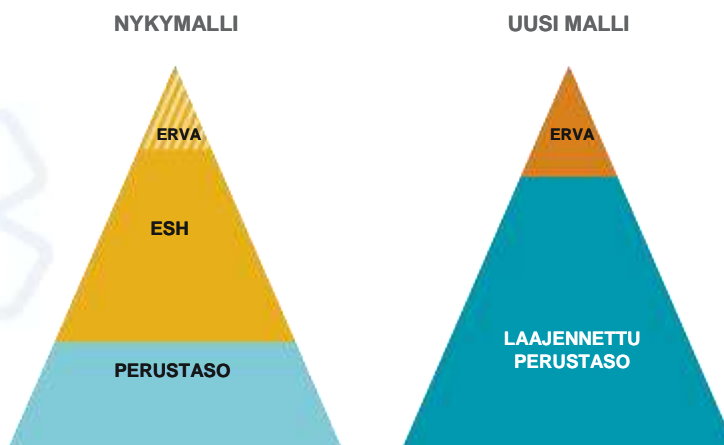 NYKYMALLI
ERVA
ESH
PERUSTASO
UUSI MALLI
ERVA
LAAJENNETTU
PERUSTASO